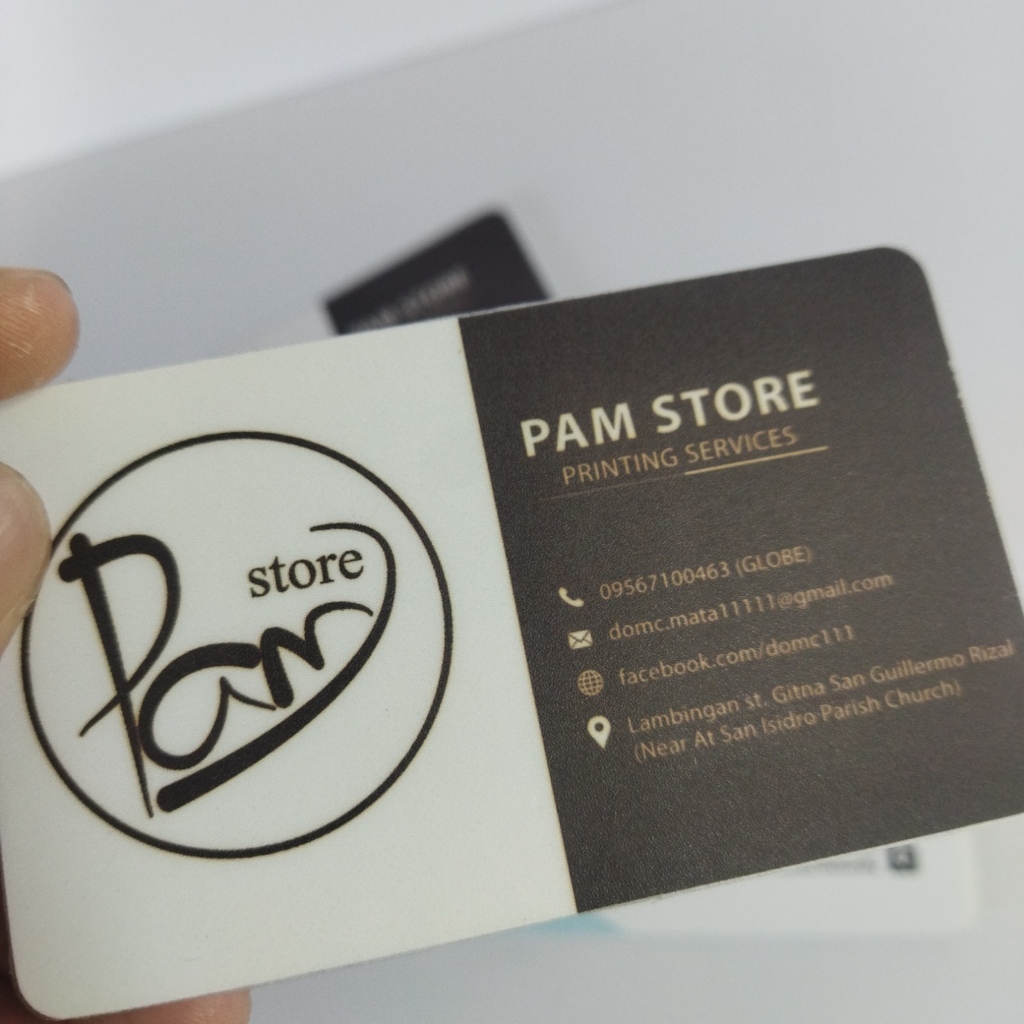 store
Pam
PAM STORE
PRINTING SERVICES
09567100463 (GLOBE)
domc.mata11111@gmail.com
facebook.com/domc111
Lambingan st. Gitna San Guillermo Rizal
(Near At San Isidro Parish Church)